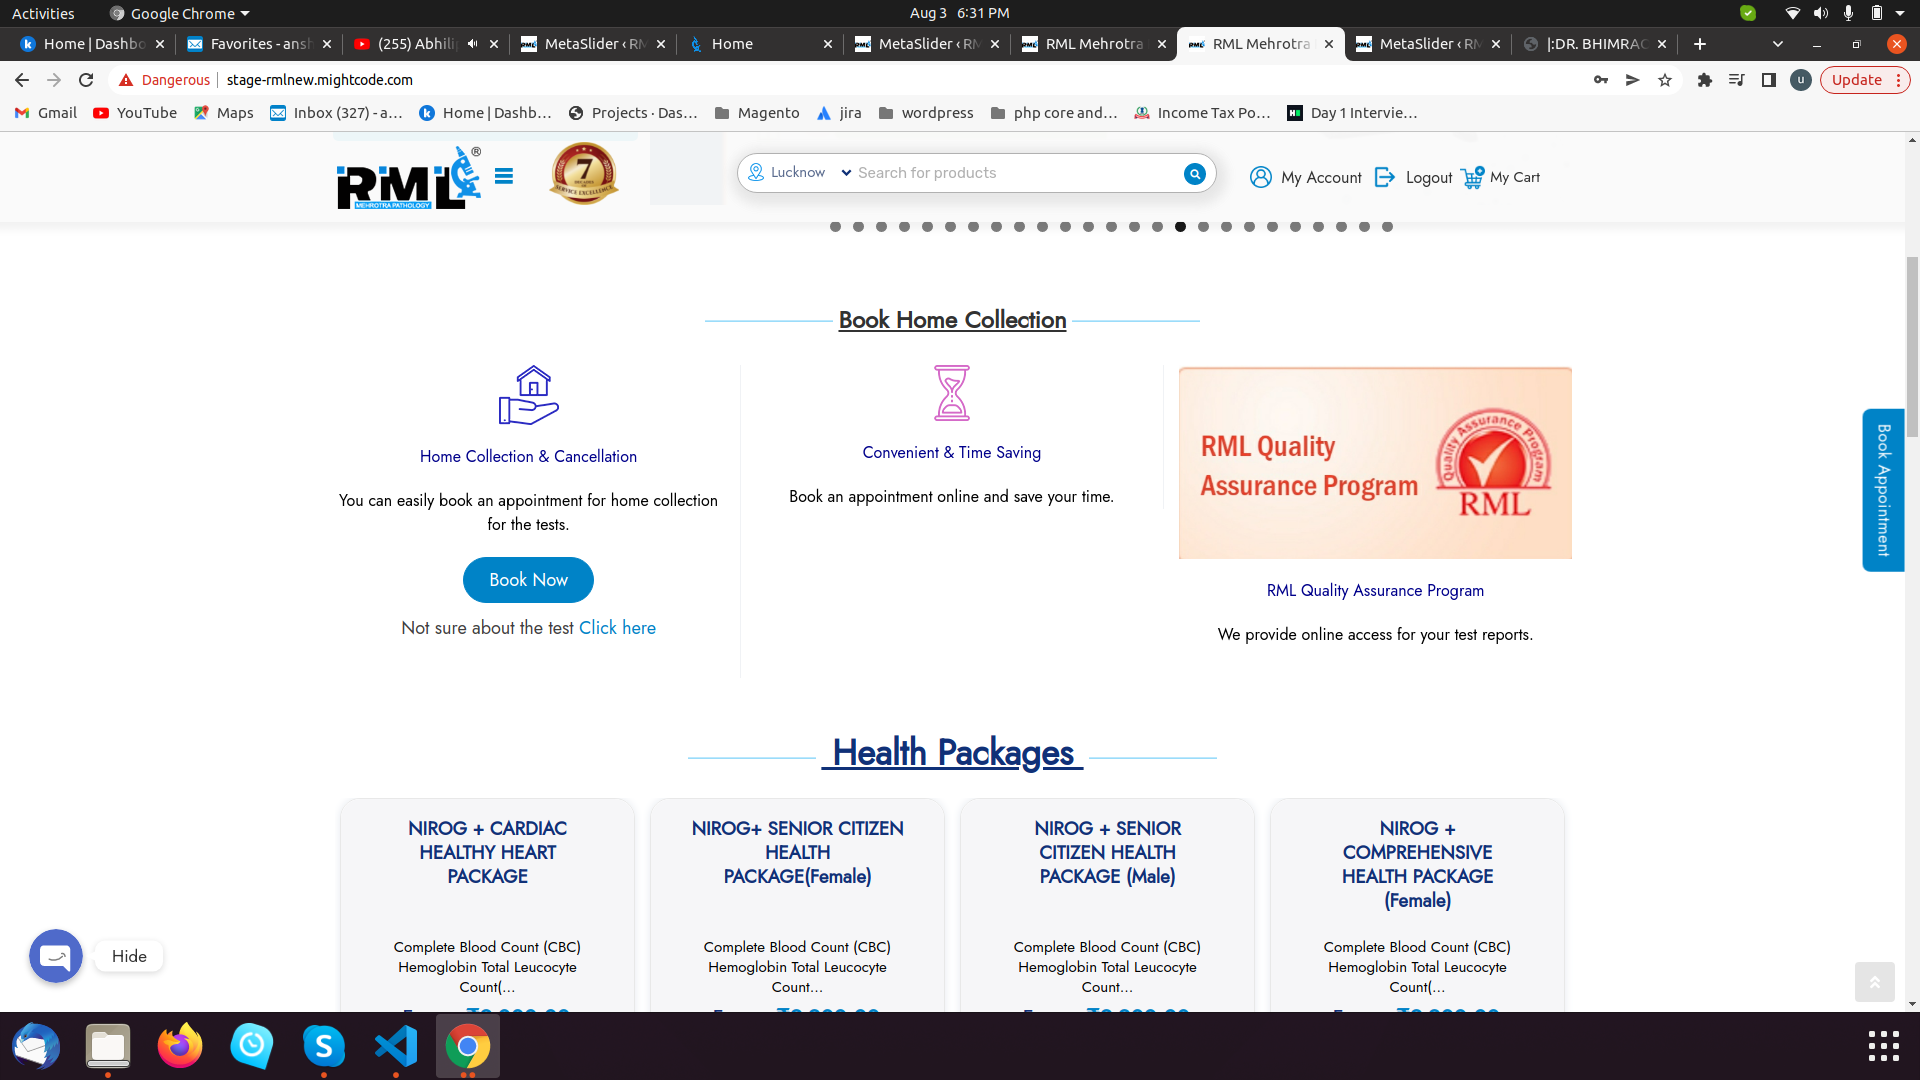 Activities
Google Chrome
Aug 3 6:31 PM
Home | Dashbo
Favorites - ansh
(255) Abhilip
MetaSlider ‹ RM
Home
MetaSlider ‹ RM
RML Mehrotra
RML Mehrotra
MetaSlider ‹ RM
|:DR. BHIMRAO
Dangerous
stage-rmlnew.mightcode.com
u
Update
Gmail
YouTube
Maps
Inbox (327) - a…
Home | Dashb…
Projects · Das…
Magento
jira
wordpress
php core and…
Income Tax Po…
Day 1 Intervie…
RML
MEHROTRA PATHOLOGY
7
SERVICE EXCELLENCE
Lucknow
Search for products
My Account
Logout
My Cart
Book Home Collection
Home Collection & Cancellation
You can easily book an appointment for home collection
for the tests.
Book Now
Not sure about the test Click here
Convenient & Time Saving
Book an appointment online and save your time.
RML Quality
Assurance Program
Quality Assurance Program
RML
RML Quality Assurance Program
We provide online access for your test reports.
Book Appointment
Health Packages
NIROG + CARDIAC
HEALTHY HEART
PACKAGE
Complete Blood Count (CBC)
Hemoglobin Total Leucocyte
Count(...
NIROG+ SENIOR CITIZEN
HEALTH
PACKAGE(Female)
Complete Blood Count (CBC)
Hemoglobin Total Leucocyte
Count...
NIROG + SENIOR
CITIZEN HEALTH
PACKAGE (Male)
Complete Blood Count (CBC)
Hemoglobin Total Leucocyte
Count...
NIROG +
COMPREHENSIVE
HEALTH PACKAGE
(Female)
Complete Blood Count (CBC)
Hemoglobin Total Leucocyte
Count(...
Hide